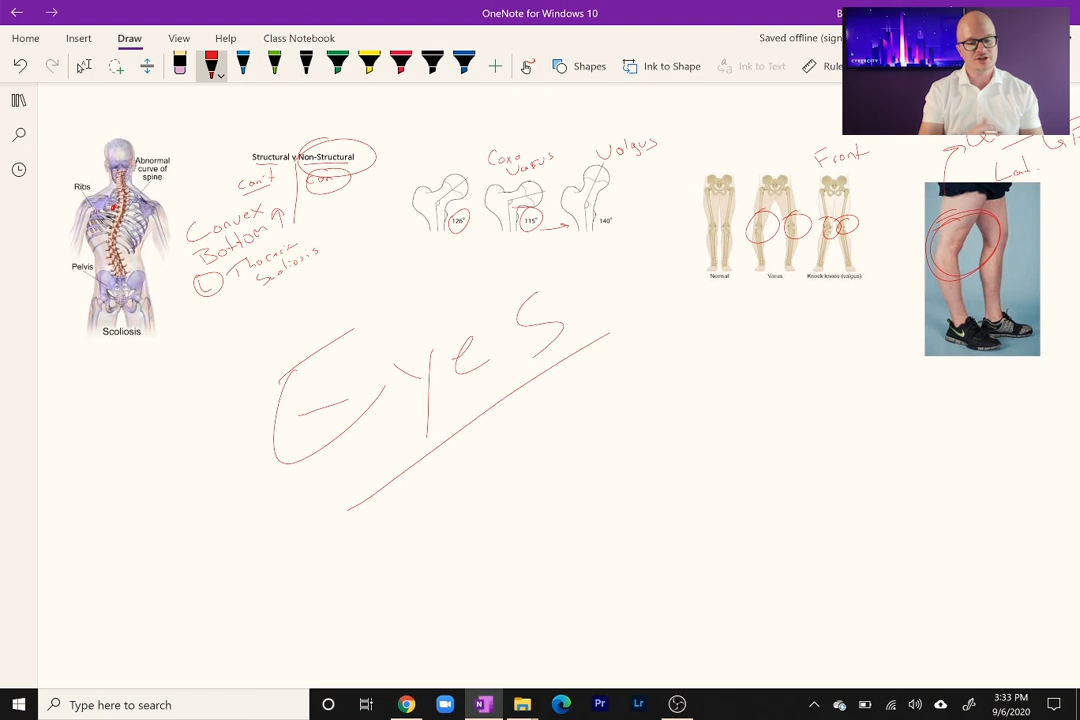 OneNote for Windows 10
Home Insert Draw View Help Class Notebook
Saved offline
Shapes Ink to Shape Ink to Text
CYBERCITY
Abnormal
curve of
spine
Ribs
Pelvis
Scoliosis
Structural v Non-Structural
can't can
Convex
Bottom
L Thoracic
Scoliosis
Coxa
Varus
Valgus
126°
115°
140°
Front
Normal
Varus
Knock knees (valgus)
Lat.
Eyes
Type here to search
3:33 PM
9/6/2020